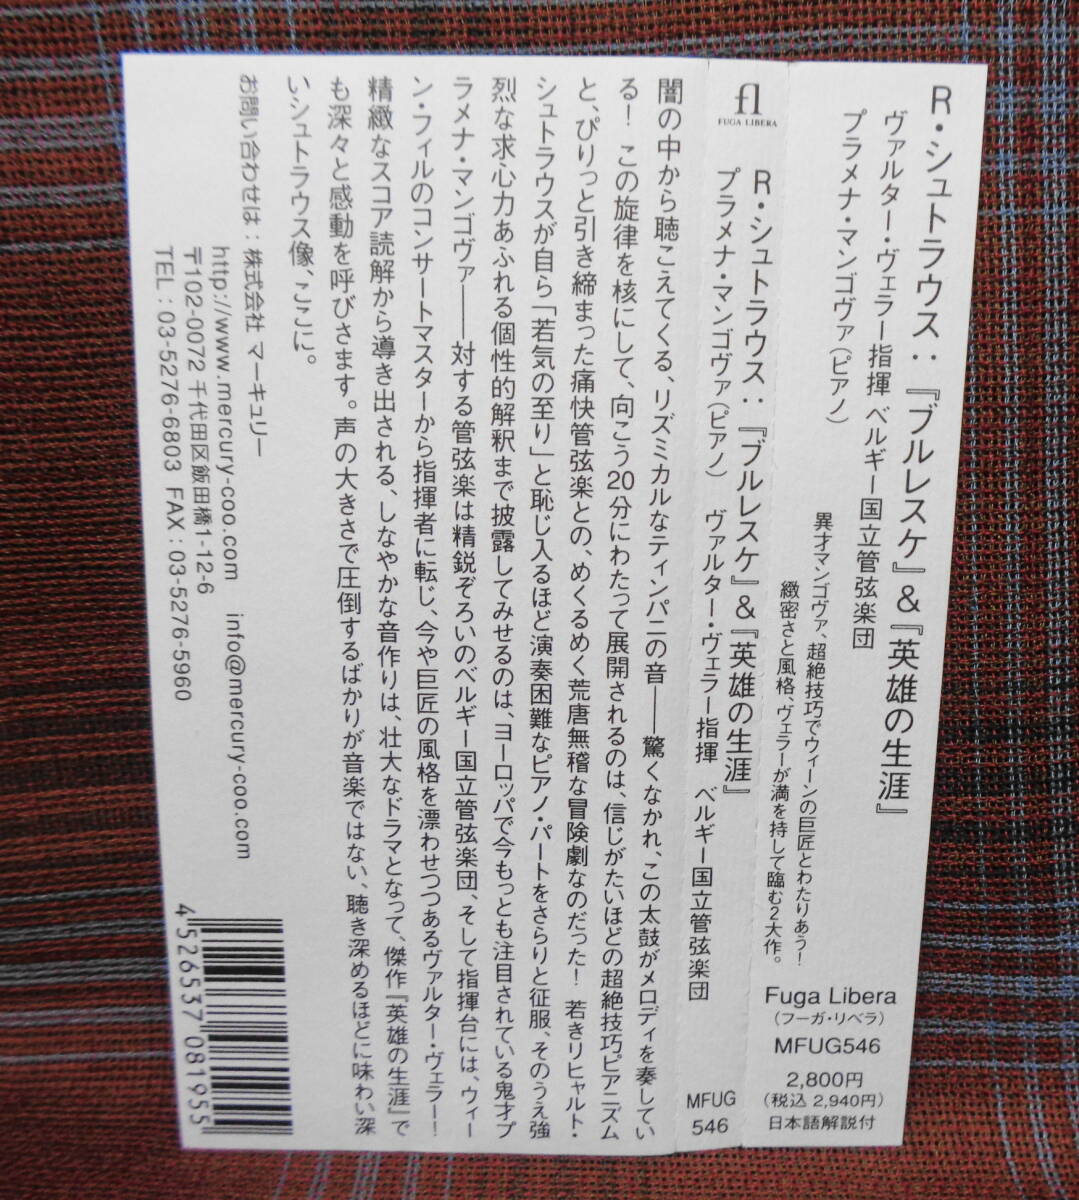 R・シュトラウス:『ブルレスケ』&『英雄の生涯』
ヴァルター・ヴェラー指揮 ベルギー国立管弦楽団
プラメナ・マンゴヴァ(ピアノ)
異才マンゴヴァ、超絶技巧でウィーンの巨匠とわたりあう!
緻密さと風格、ヴェラーが満を持して臨む2大作。
Fuga Libera
(フーガ・リベラ)
MFUG546
2,800円
(税込 2,940円)
日本語解説付
fl
FUGA LIBERA
R・シュトラウス:『ブルレスケ』&『英雄の生涯』
プラメナ・マンゴヴァ(ピアノ) ヴァルター・ヴェラー指揮 ベルギー国立管弦楽団
MFUG
546
闇の中から聴こえてくる、リズミカルなティンパニの音――驚くなかれ、この太鼓がメロディを奏してい
る! この旋律を核にして、向こう20分にわたって展開されるのは、信じがたいほどの超絶技巧ピアニズム
と、ぴりっと引き締まった痛快管弦楽との、めくるめく荒唐無稽な冒険劇なのだった! 若きリヒャルト・
シュトラウスが自ら「若気の至り」と恥じ入るほど演奏困難なピアノ・パートをさらりと征服、そのうえ強
烈な求心力あふれる個性的解釈まで披露してみせるのは、ヨーロッパで今もっとも注目されている鬼才プ
ラメナ・マンゴヴァ――対する管弦楽は精鋭ぞろいのベルギー国立管弦楽団、そして指揮台には、ウィー
ン・フィルのコンサートマスターから指揮者に転じ、今や巨匠の風格を漂わせつつあるヴァルター・ヴェラー!
精緻なスコア読解から導き出される、しなやかな音作りは、壮大なドラマとなって、傑作『英雄の生涯』で
も深々と感動を呼びさます。声の大きさで圧倒するばかりが音楽ではない、聴き深めるほどに味わい深
いシュトラウス像、ここに。
お問い合わせは:株式会社 マーキュリー
http://www.mercury-coo.com info@mercury-coo.com
〒102-0072 千代田区飯田橋1-12-6
TEL:03-5276-6803 FAX:03-5276-5960
4 526537 081955